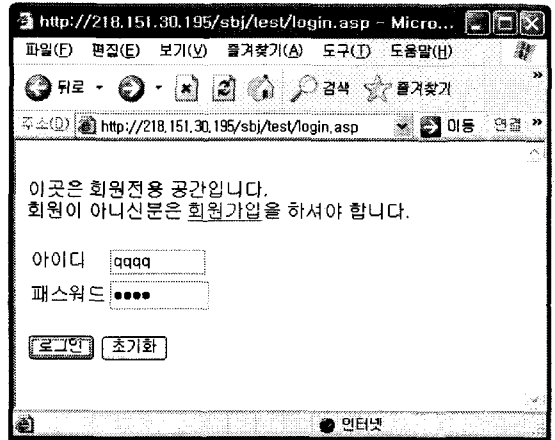 http://218.151.30.195/sbj/test/login.asp - Micro...
파일(F) 편집(E) 보기(V) 즐겨찾기(A) 도구(T) 도움말(H)
뒤로 검색 즐겨찾기 »
주소(D) http://218.151.30.195/sbj/test/login.asp 이동 연결 »
이곳은 회원전용 공간입니다.
회원이 아니신분은 회원가입을 하셔야 합니다.
아이디 qqqq
패스워드 ●●●●
로그인 초기화
인터넷